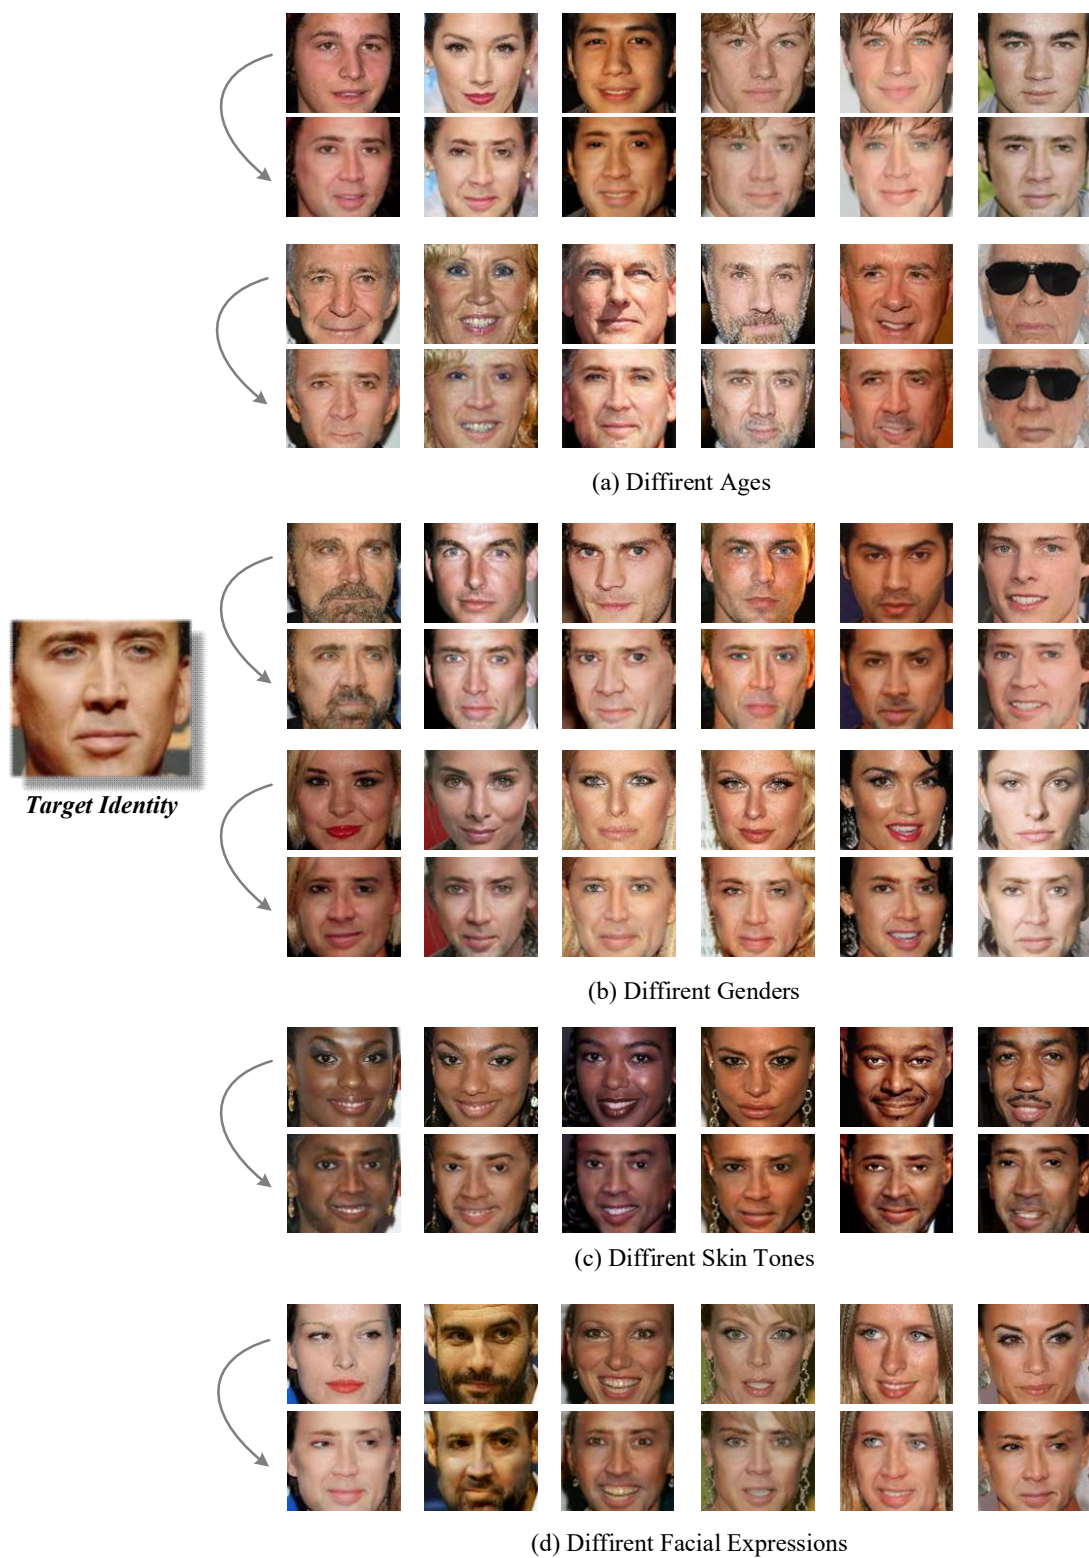 (a) Diffirent Ages
Target Identity
(b) Diffirent Genders
(c) Diffirent Skin Tones
(d) Diffirent Facial Expressions